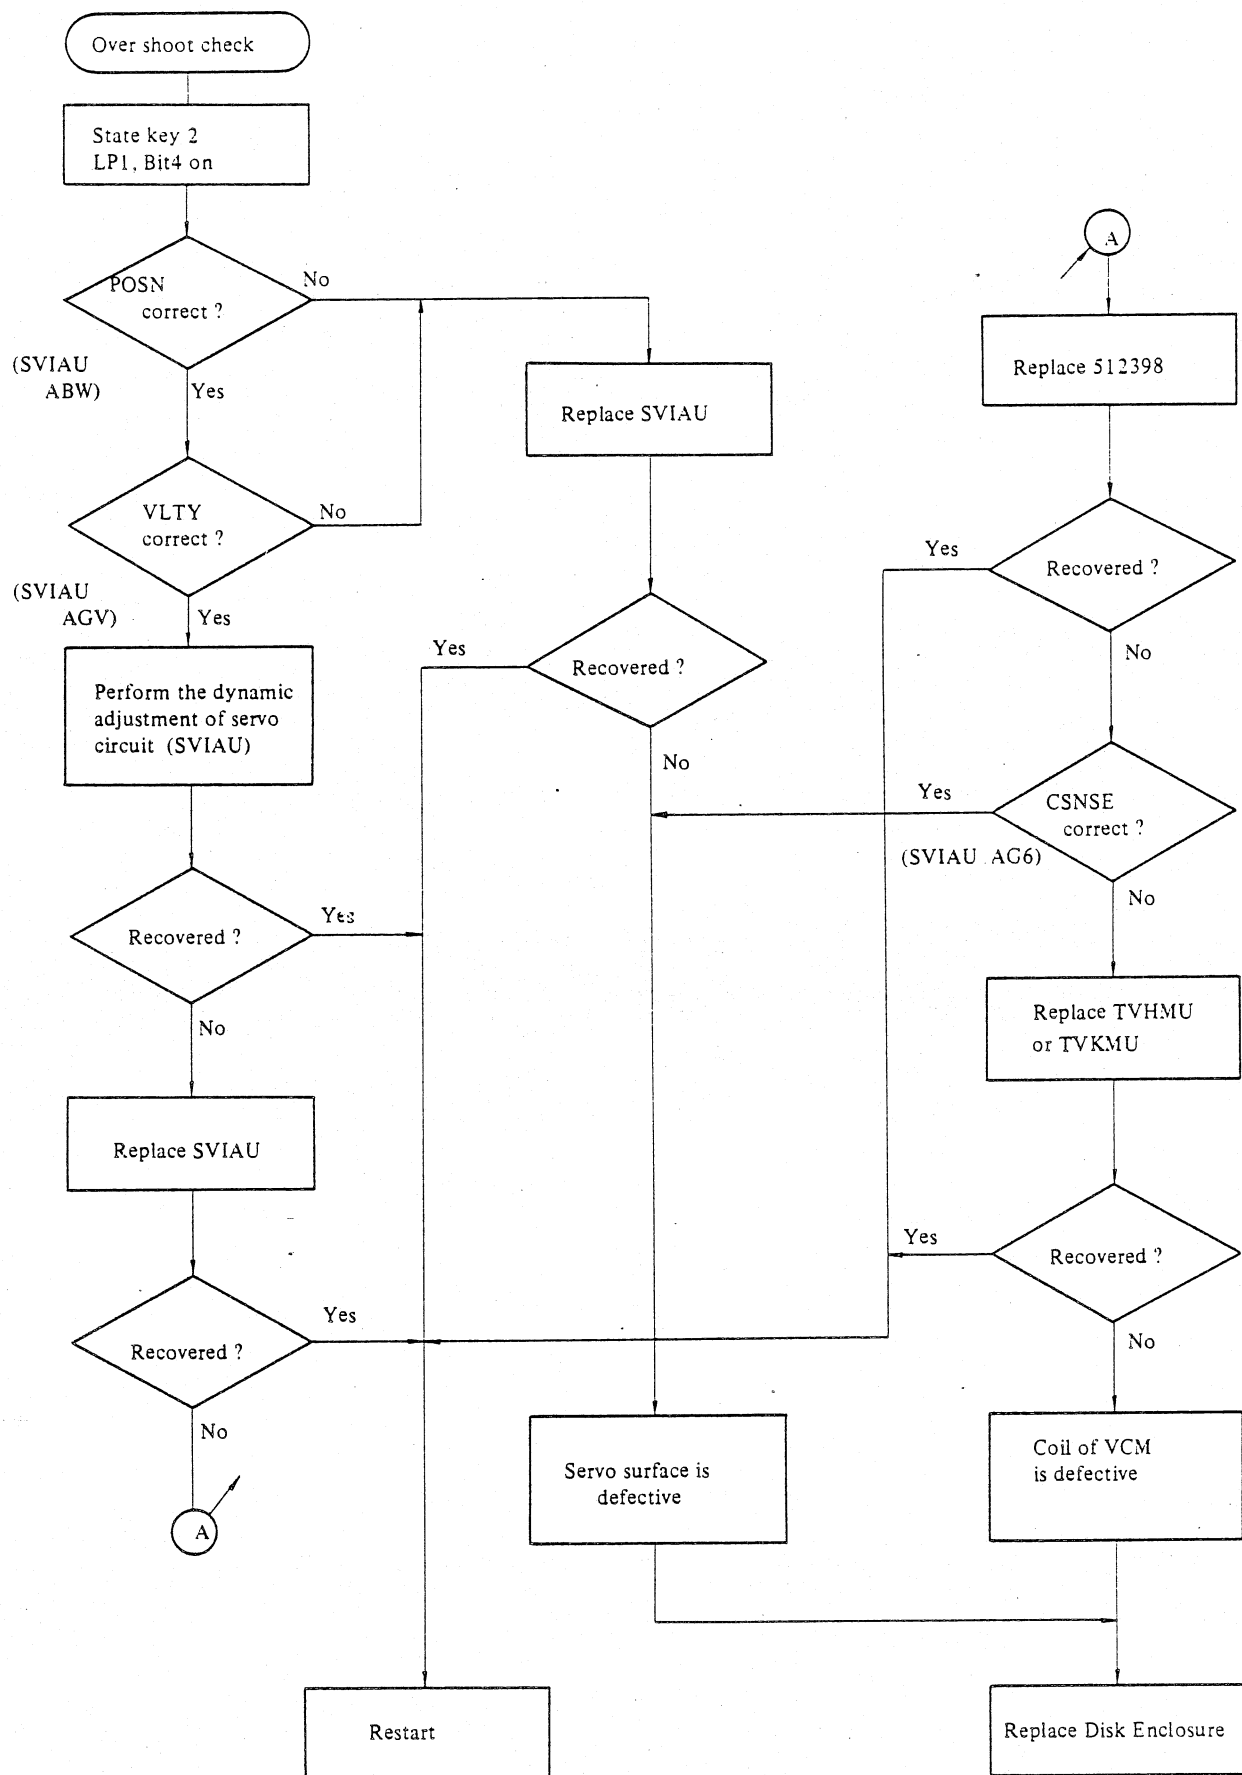 Over shoot check
State key 2
LP1, Bit4 on
POSN
correct ?
No
(SVIAU
ABW)
Yes
VLTY
correct ?
No
(SVIAU
AGV)
Yes
Perform the dynamic
adjustment of servo
circuit (SVIAU)
Recovered ?
Yes
No
Replace SVIAU
Recovered ?
Yes
No
A
Replace SVIAU
Recovered ?
Yes
No
Servo surface is
defective
Restart
A
Replace 512398
Recovered ?
Yes
No
CSNSE
correct ?
Yes
(SVIAU AG6)
No
Replace TVHMU
or TVKMU
Recovered ?
Yes
No
Coil of VCM
is defective
Replace Disk Enclosure